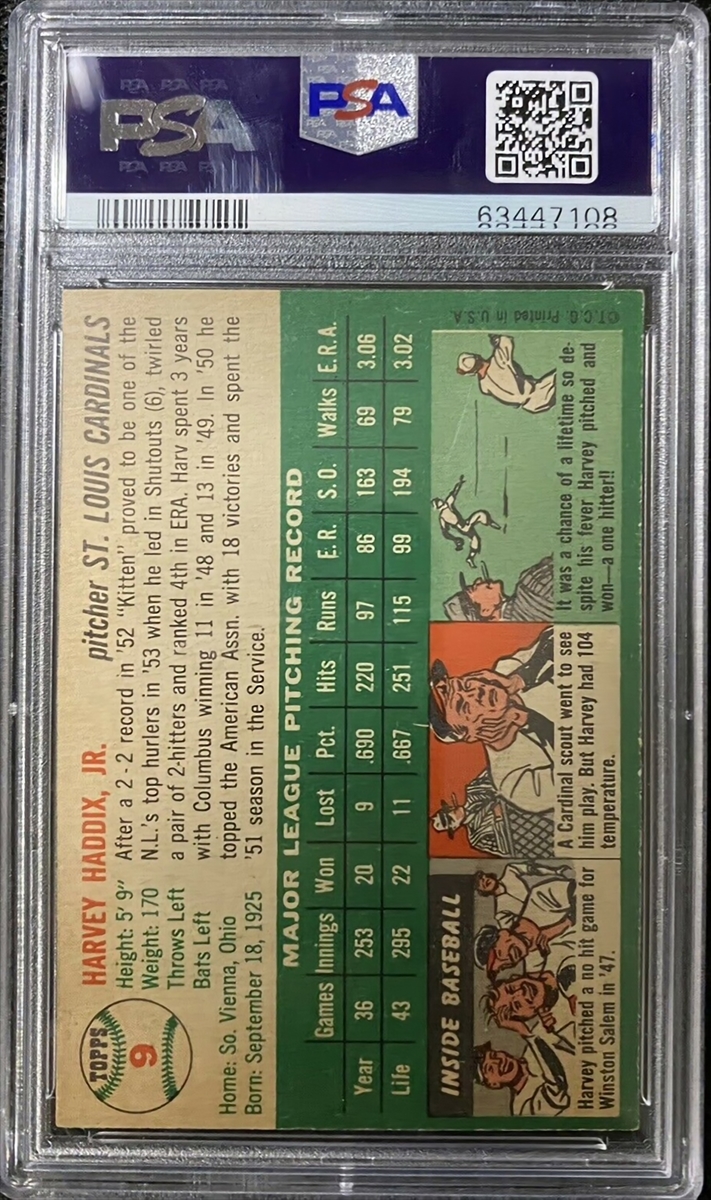 PSA PSA PSA
PSA
PSA PSA PSA
PSA
63447108
TOPPS
9
HARVEY HADDIX, JR.
pitcher ST. LOUIS CARDINALS
Height: 5' 9"
Weight: 170
Throws Left
Bats Left
Home: So. Vienna, Ohio
Born: September 18, 1925
After a 2-2 record in '52 "Kitten" proved to be one of the
N.L.'s top hurlers in '53 when he led in Shutouts (6), twirled
a pair of 2-hitters and ranked 4th in ERA. Harv spent 3 years
with Columbus winning 11 in '48 and 13 in '49. In '50 he
topped the American Assn. with 18 victories and spent the
'51 season in the Service.
MAJOR LEAGUE PITCHING RECORD
Games Innings Won Lost Pct. Hits Runs E.R. S.O. Walks E.R.A.
Year 36 253 20 9 .690 220 97 86 163 69 3.06
Life 43 295 22 11 .667 251 115 99 194 79 3.02
INSIDE BASEBALL
Harvey pitched a no hit game for
Winston Salem in '47.
A Cardinal scout went to see
him play. But Harvey had 104
temperature.
It was a chance of a lifetime so de-
spite his fever Harvey pitched and
won—a one hitter!!
©T.C.G. Printed in U.S.A.